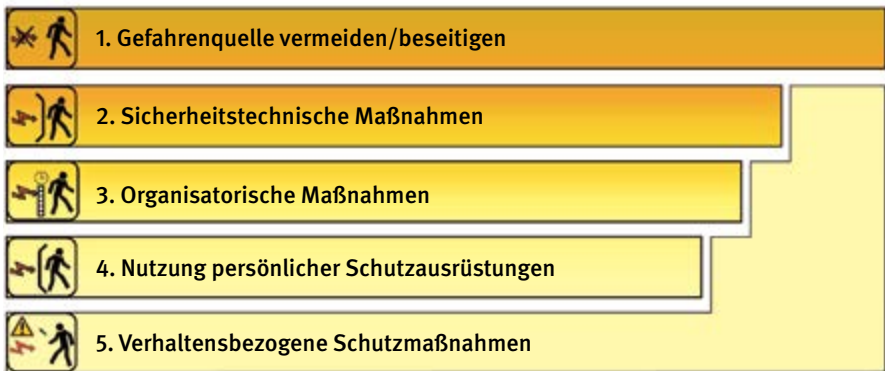 1. Gefahrenquelle vermeiden/beseitigen
2. Sicherheitstechnische Maßnahmen
3. Organisatorische Maßnahmen
4. Nutzung persönlicher Schutzausrüstungen
5. Verhaltensbezogene Schutzmaßnahmen